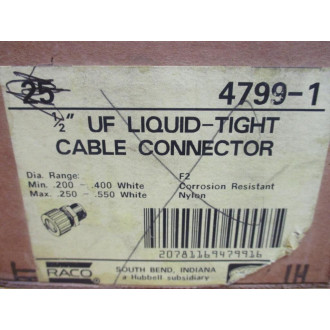 25 4799-1
1/2" UF LIQUID-TIGHT
CABLE CONNECTOR
Dia. Range: F2
Min. .200 - .400 White Corrosion Resistant
Max. .250 - .550 White Nylon
20781169479916
RACO SOUTH BEND, INDIANA
a Hubbell subsidiary
1H